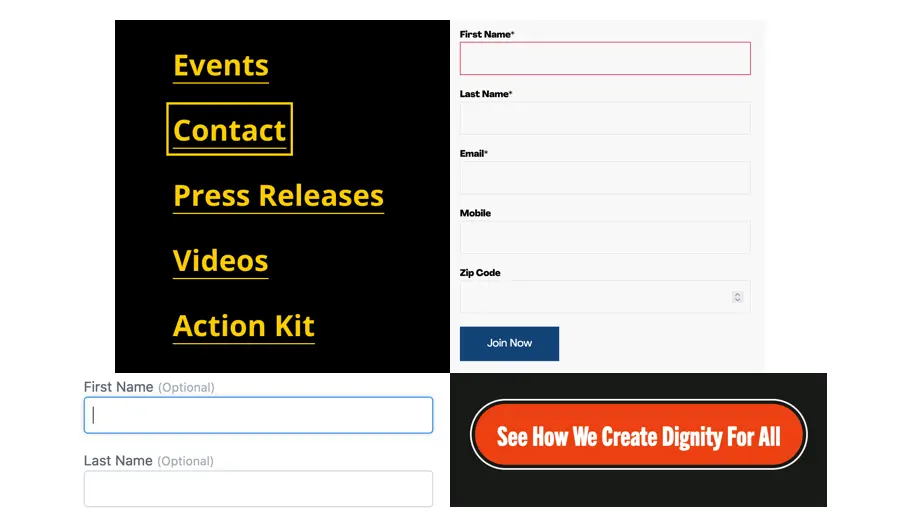 Events
Contact
Press Releases
Videos
Action Kit
First Name*
Last Name*
Email*
Mobile
Zip Code
Join Now
First Name (Optional)
Last Name (Optional)
See How We Create Dignity For All